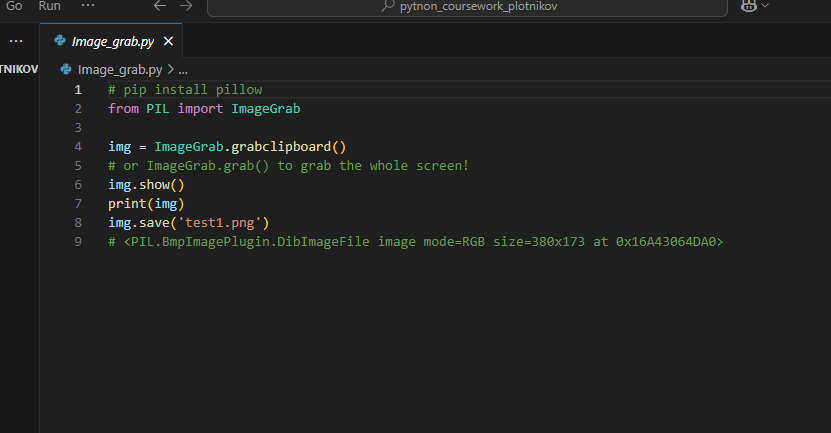 Go Run ... ← → pytnon_coursework_plotnikov
... Image_grab.py ×
TNIKOV Image_grab.py > ...
1 # pip install pillow
2 from PIL import ImageGrab
3
4 img = ImageGrab.grabclipboard()
5 # or ImageGrab.grab() to grab the whole screen!
6 img.show()
7 print(img)
8 img.save('test1.png')
9 # <PIL.BmpImagePlugin.DibImageFile image mode=RGB size=380x173 at 0x16A43064DA0>